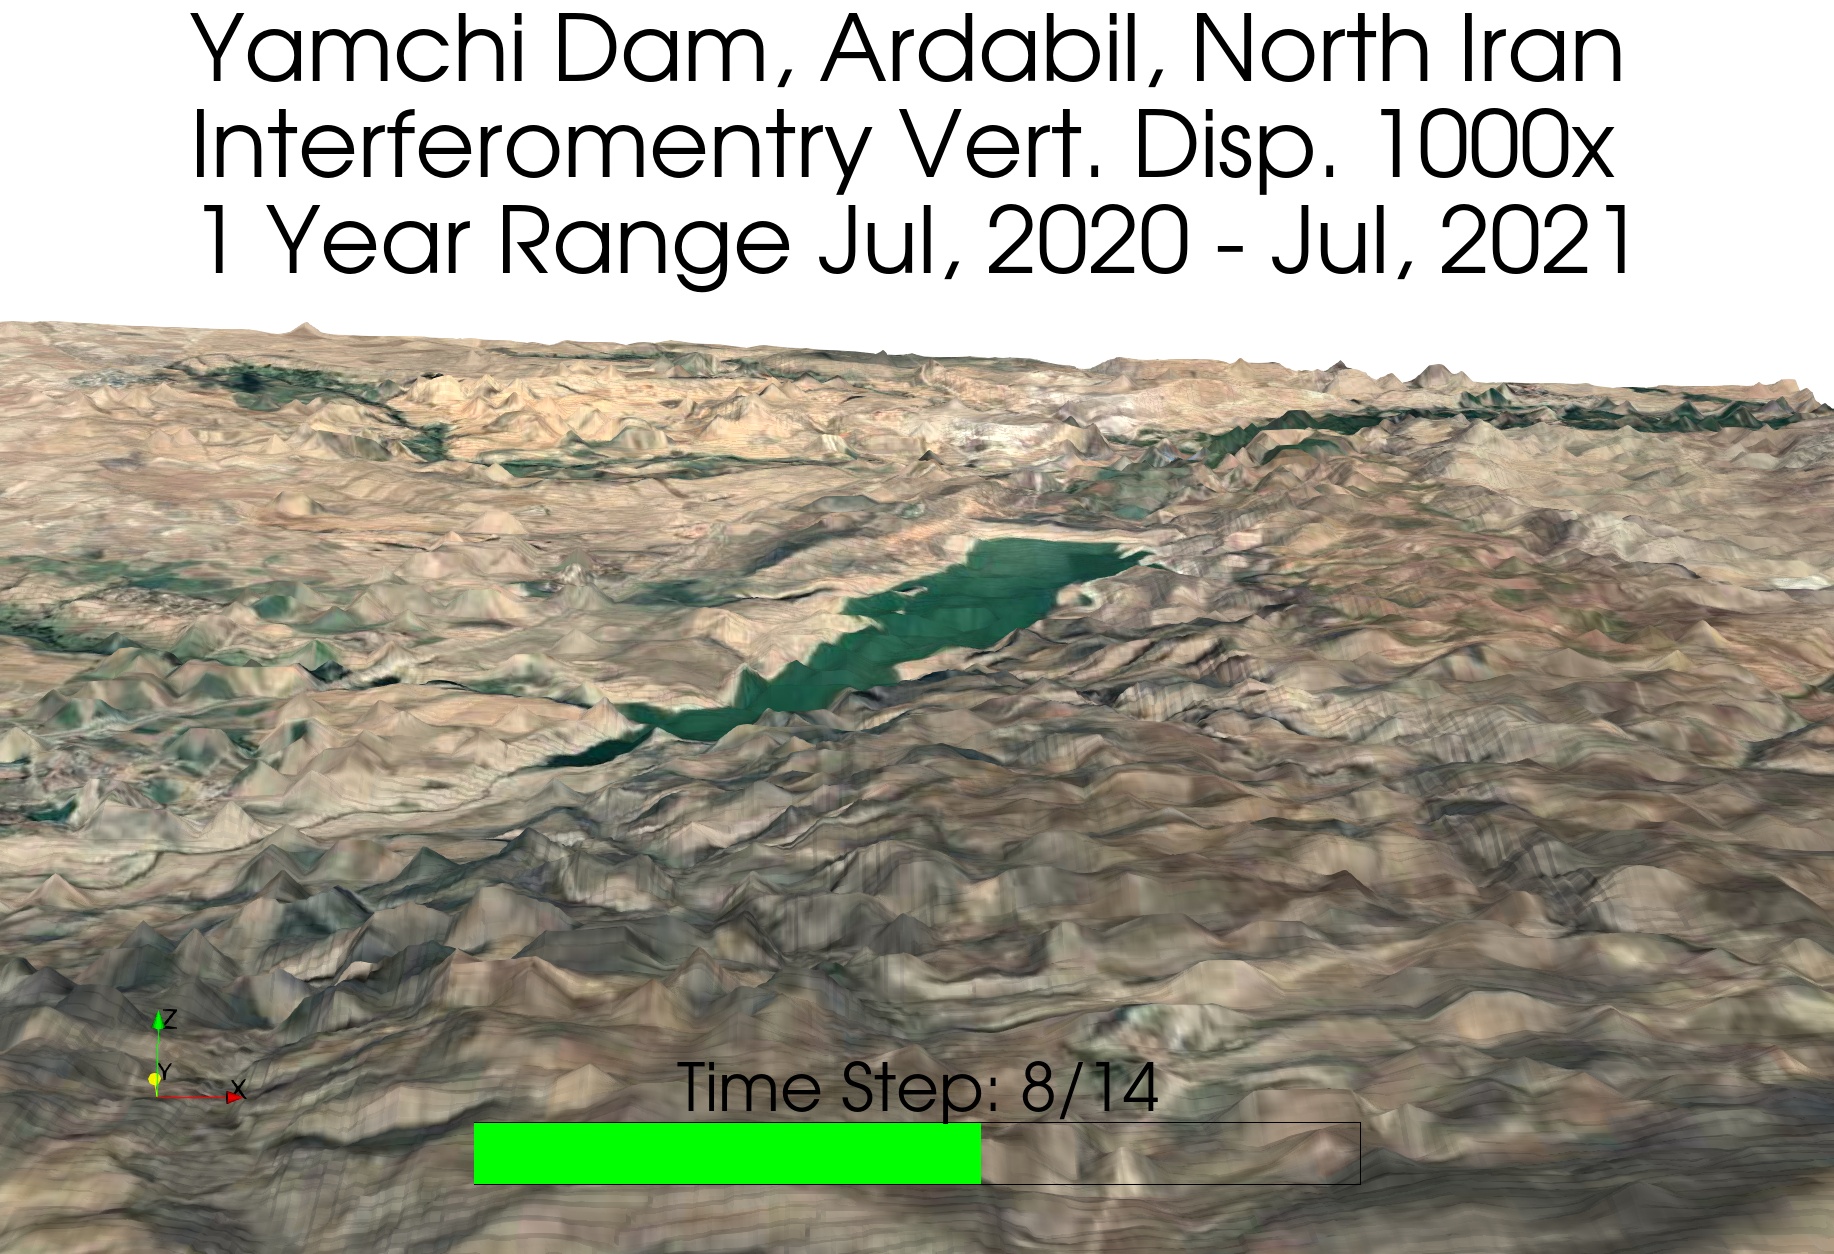 Yamchi Dam, Ardabil, North Iran
Interferomentry Vert. Disp. 1000x
1 Year Range Jul, 2020 - Jul, 2021
Z
Y
X
Time Step: 8/14